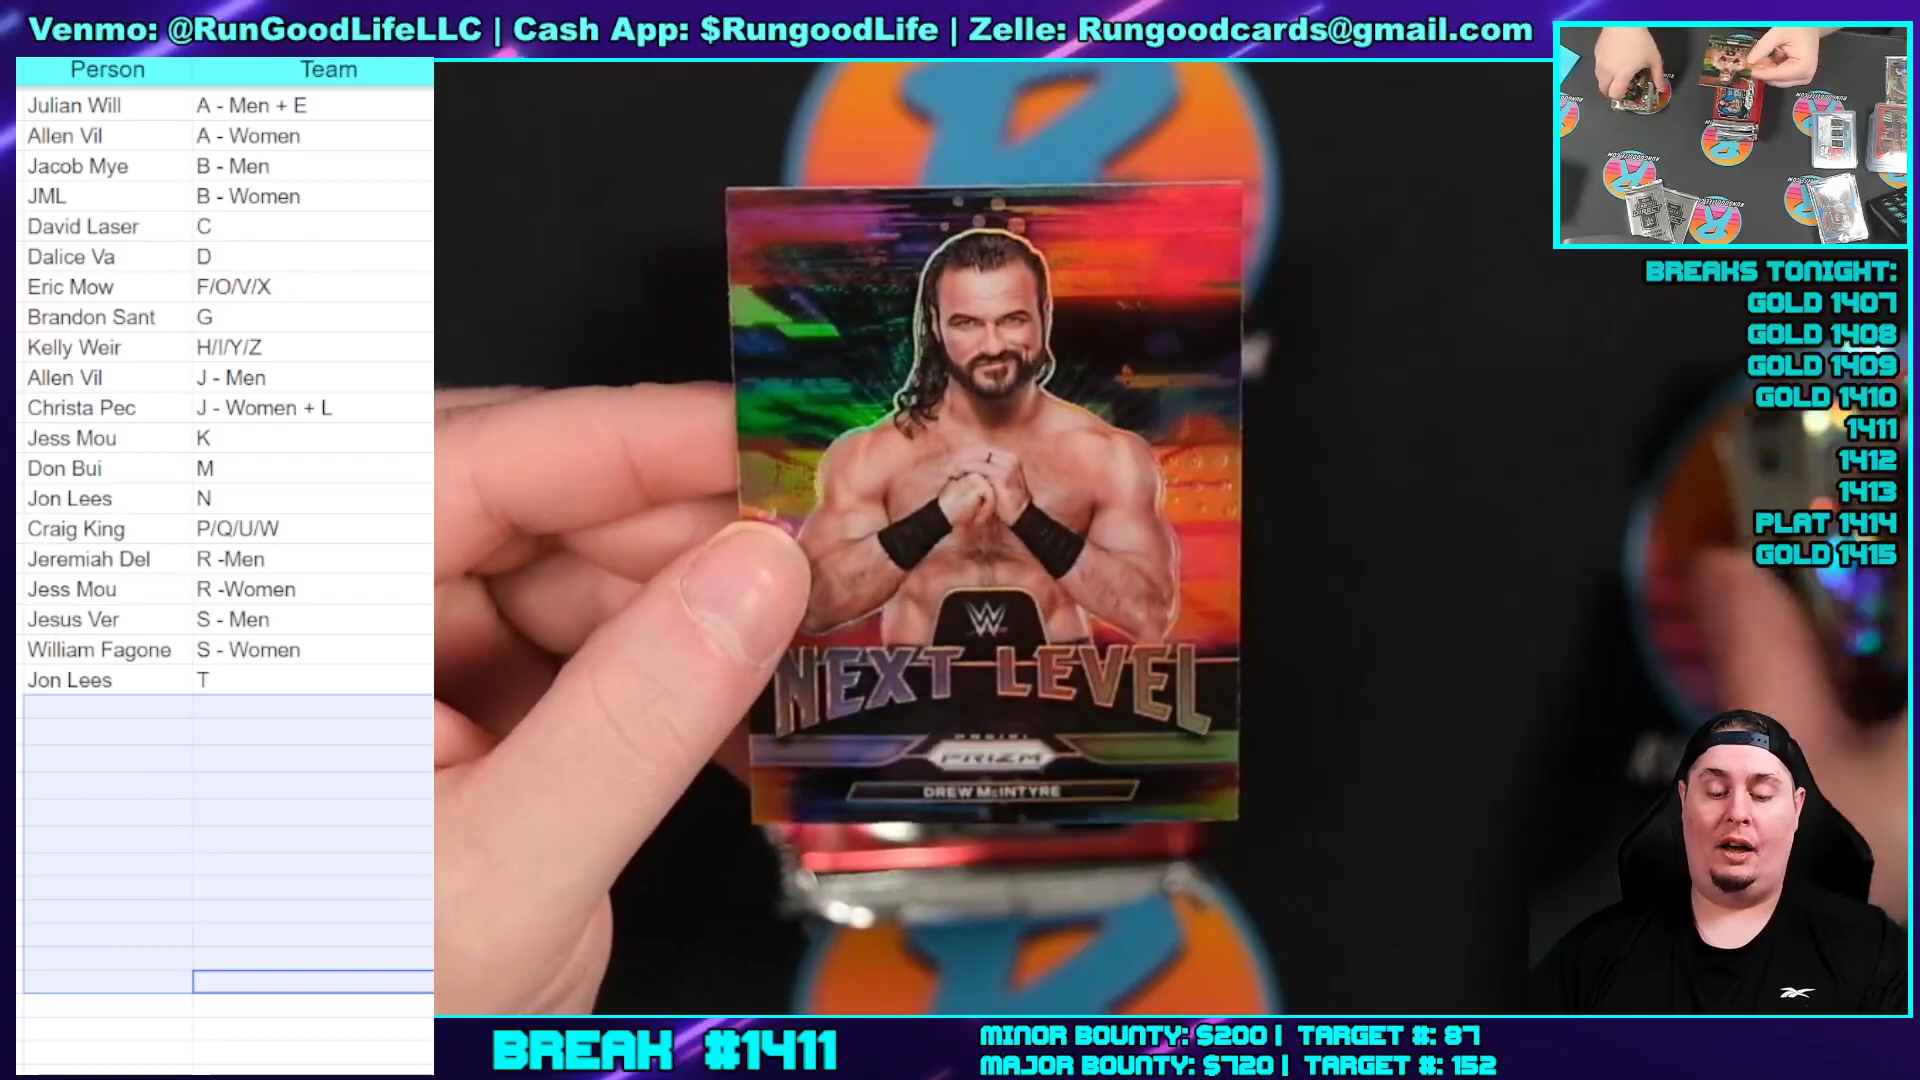 Venmo: @RunGoodLifeLLC | Cash App: $RungoodLife | Zelle: Rungoodcards@gmail.com
Person Team
Julian Will A - Men + E
Allen Vil A - Women
Jacob Mye B - Men
JML B - Women
David Laser C
Dalice Va D
Eric Mow F/O/V/X
Brandon Sant G
Kelly Weir H/I/Y/Z
Allen Vil J - Men
Christa Pec J - Women + L
Jess Mou K
Don Bui M
Jon Lees N
Craig King P/Q/U/W
Jeremiah Del R -Men
Jess Mou R -Women
Jesus Ver S - Men
William Fagone S - Women
Jon Lees T
W
NEXT LEVEL
PANINI
PRIZM
DREW McINTYRE
BREAKS TONIGHT:
GOLD 1407
GOLD 1408
GOLD 1409
GOLD 1410
1411
1412
1413
PLAT 1414
GOLD 1415
BREAK #1411
MINOR BOUNTY: $200 | TARGET #: 87
MAJOR BOUNTY: $720 | TARGET #: 152